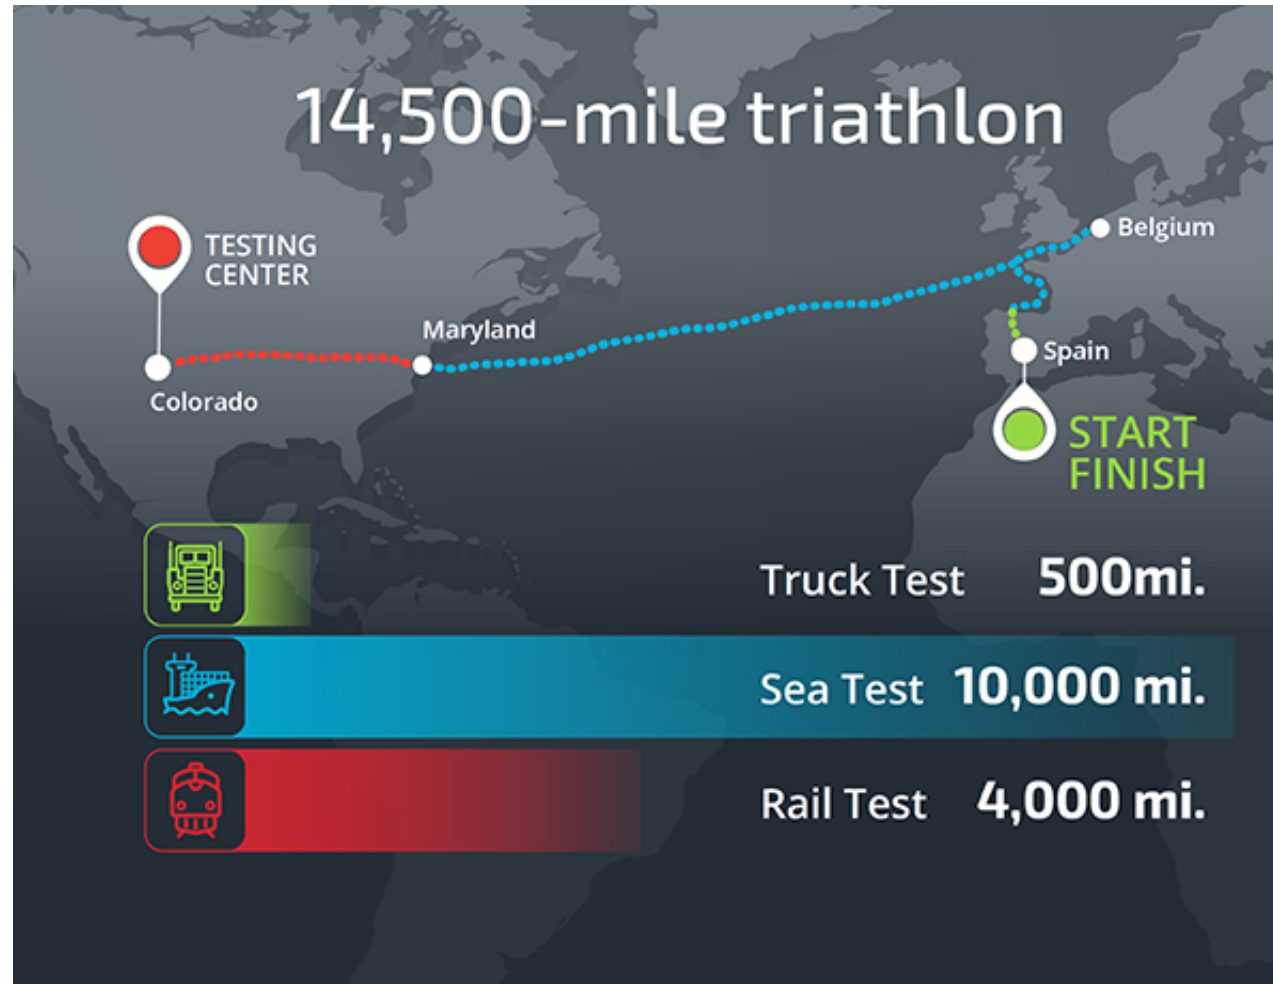 14,500-mile triathlon
TESTING
CENTER
Belgium
Maryland
Spain
Colorado
START
FINISH
Truck Test 500mi.
Sea Test 10,000 mi.
Rail Test 4,000 mi.